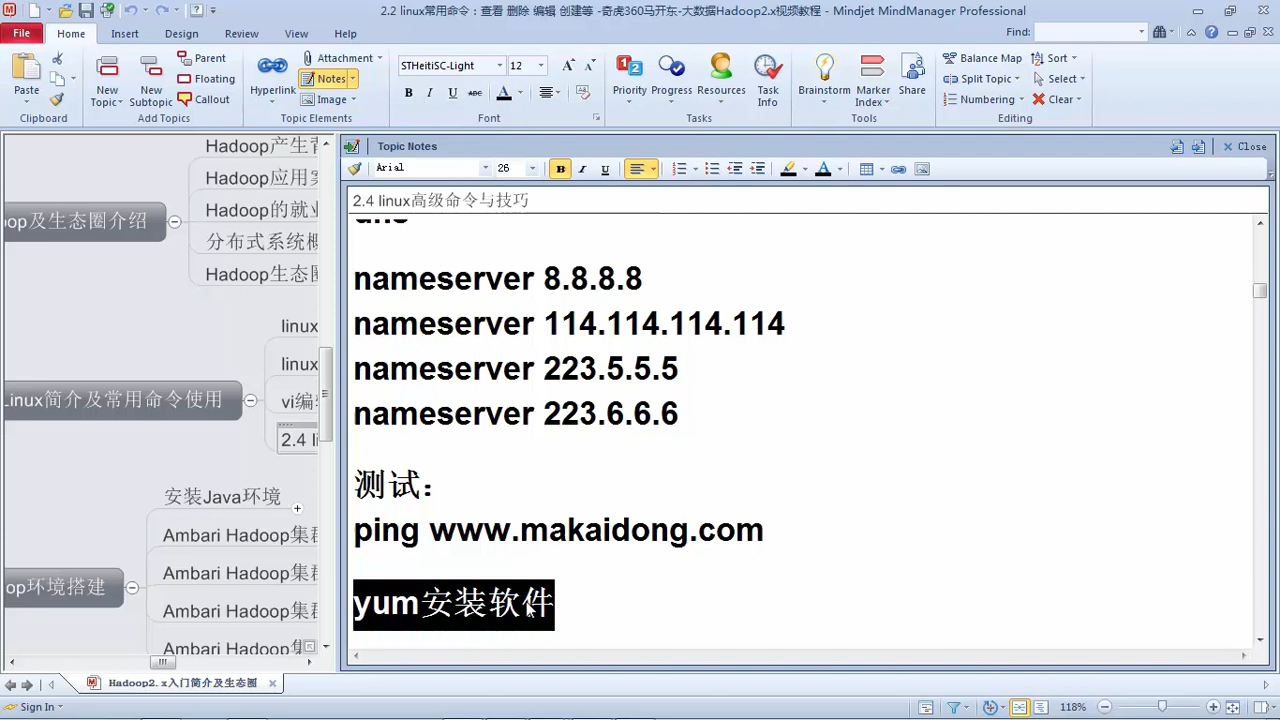 2.2 linux常用命令：查看 删除 编辑 创建等 -奇虎360马开东-大数据Hadoop2.x视频教程 - Mindjet MindManager Professional
File Home Insert Design Review View Help Find:
Paste
Clipboard
New Topic
New Subtopic
Parent
Floating
Callout
Add Topics
Hyperlink
Attachment
Notes
Image
Topic Elements
STHeitiSC-Light 12
B I U ABC A
Font
Priority Progress Resources Task Info
Tasks
Brainstorm Marker Index Share
Tools
Balance Map Sort
Split Topic Select
Numbering Clear
Editing
Hadoop产生背
Hadoop应用实
oop及生态圈介绍
Hadoop的就业
分布式系统概
Hadoop生态圈
linux
linux
Linux简介及常用命令使用
vi编
2.4 li
安装Java环境
Ambari Hadoop集群
Ambari Hadoop集群
op环境搭建
Ambari Hadoop集群
Ambari Hadoop集
Topic Notes Close
Arial 26 B I U A
2.4 linux高级命令与技巧
nameserver 8.8.8.8
nameserver 114.114.114.114
nameserver 223.5.5.5
nameserver 223.6.6.6
测试：
ping www.makaidong.com
yum安装软件
Hadoop2.x入门简介及生态圈
Sign In 118%